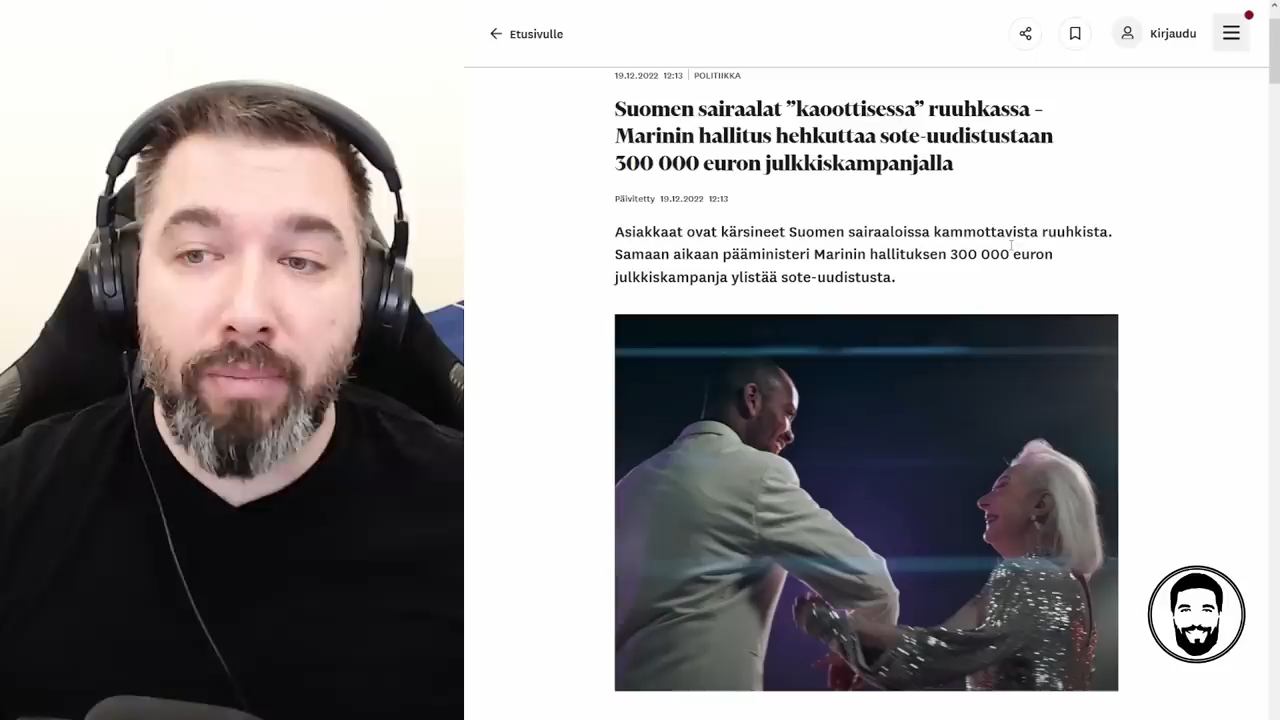 Etusivulle
Kirjaudu
19.12.2022 12:13 | POLITIIKKA
Suomen sairaalat ”kaoottisessa” ruuhkassa –
Marinin hallitus hehkuttaa sote-uudistustaan
300 000 euron julkkiskampanjalla
Päivitetty 19.12.2022 12:13
Asiakkaat ovat kärsineet Suomen sairaaloissa kammottavista ruuhkista.
Samaan aikaan pääministeri Marinin hallituksen 300 000 euron
julkkiskampanja ylistää sote-uudistusta.